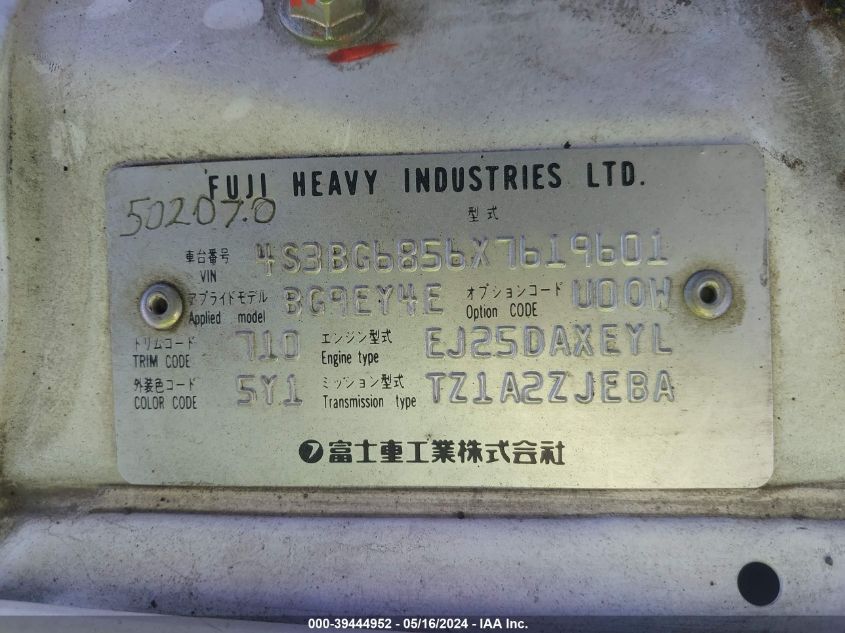 FUJI HEAVY INDUSTRIES LTD.
502070
型式
車台番号 VIN 4S3BG6856X7619601
アプライドモデル Applied model BG9EY4E オプションコード Option CODE U00W
トリムコード TRIM CODE 710 エンジン型式 Engine type EJ25DAXEYL
外装色コード COLOR CODE 5Y1 ミッション型式 Transmission type TZ1A2ZJEBA
富士重工業株式会社
000-39444952 - 05/16/2024 - IAA Inc.